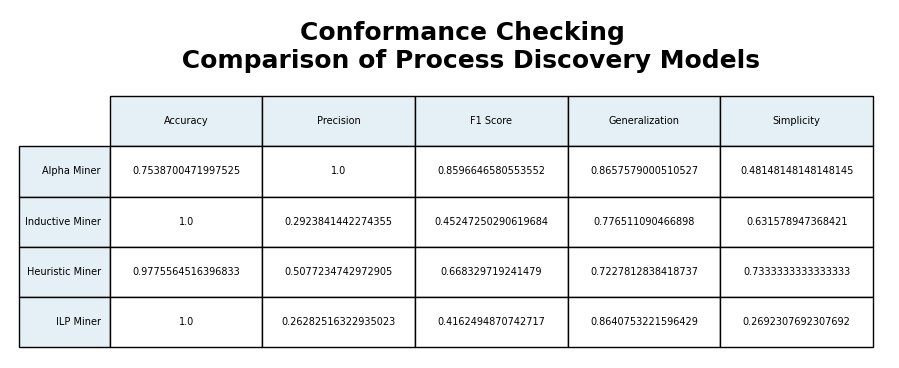 Conformance Checking
Comparison of Process Discovery Models
Accuracy Precision F1 Score Generalization Simplicity
Alpha Miner 0.7538700471997525 1.0 0.8596646580553552 0.8657579000510527 0.48148148148148145
Inductive Miner 1.0 0.2923841442274355 0.45247250290619684 0.776511090466898 0.631578947368421
Heuristic Miner 0.9775564516396833 0.5077234742972905 0.668329719241479 0.7227812838418737 0.7333333333333333
ILP Miner 1.0 0.26282516322935023 0.4162494870742717 0.8640753221596429 0.2692307692307692